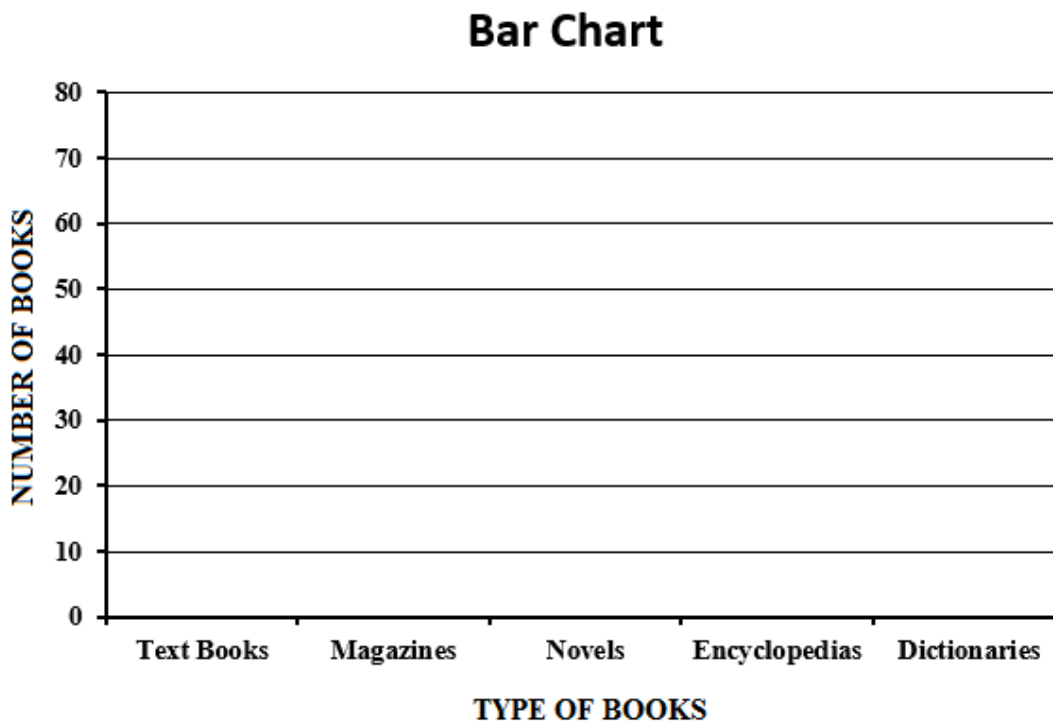 Bar Chart
80
70
60
50
40
30
20
10
0
NUMBER OF BOOKS
Text Books Magazines Novels Encyclopedias Dictionaries
TYPE OF BOOKS